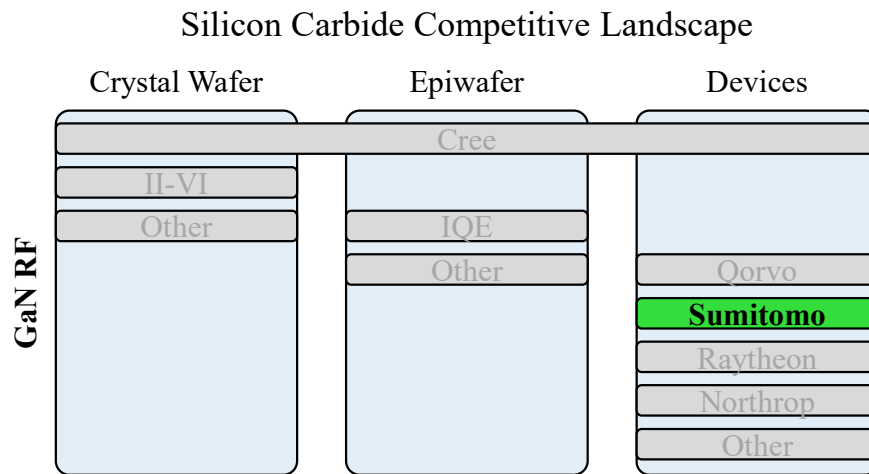 Silicon Carbide Competitive Landscape
Crystal Wafer Epiwafer Devices
GaN RF
Cree
II-VI
Other IQE
Other Qorvo
Sumitomo
Raytheon
Northrop
Other